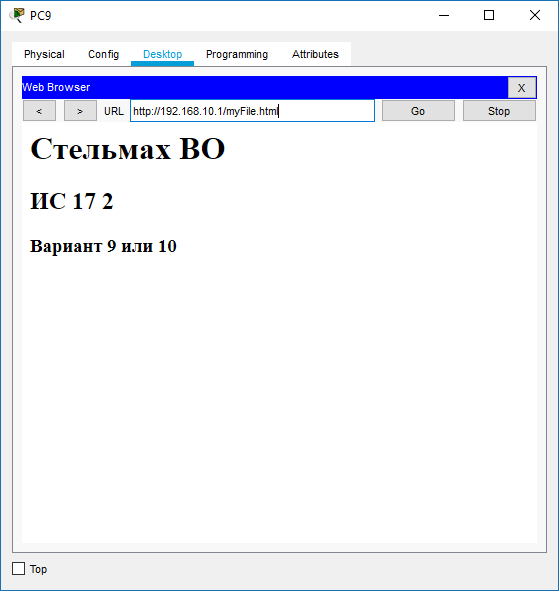 PC9
Physical Config Desktop Programming Attributes
Web Browser X
< > URL http://192.168.10.1/myFile.html Go Stop
Стельмах ВО
ИС 17 2
Вариант 9 или 10
Top